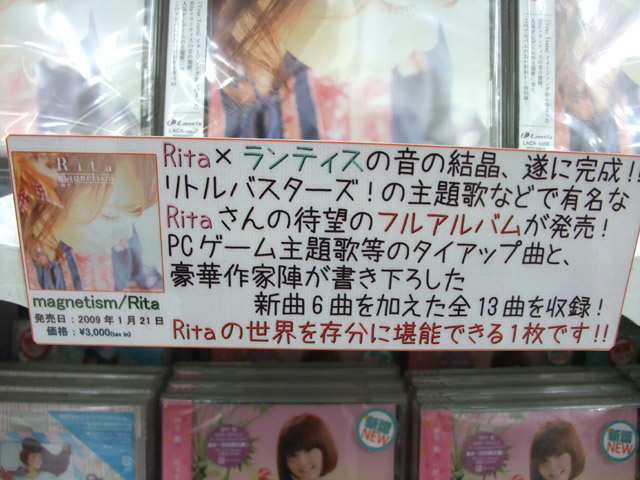 Rita×ランティスの音の結晶、遂に完成!!
リトルバスターズ!の主題歌などで有名な
Ritaさんの待望のフルアルバムが発売!
PCゲーム主題歌等のタイアップ曲と、
豪華作家陣が書き下ろした
新曲6曲を加えた全13曲を収録!
Ritaの世界を存分に堪能できる1枚です!!
Rita
magnetism
magnetism/Rita
発売日:2009年1月21日
価格:¥3,000(tax in)
Lantis
Lantis
NEW
NEW